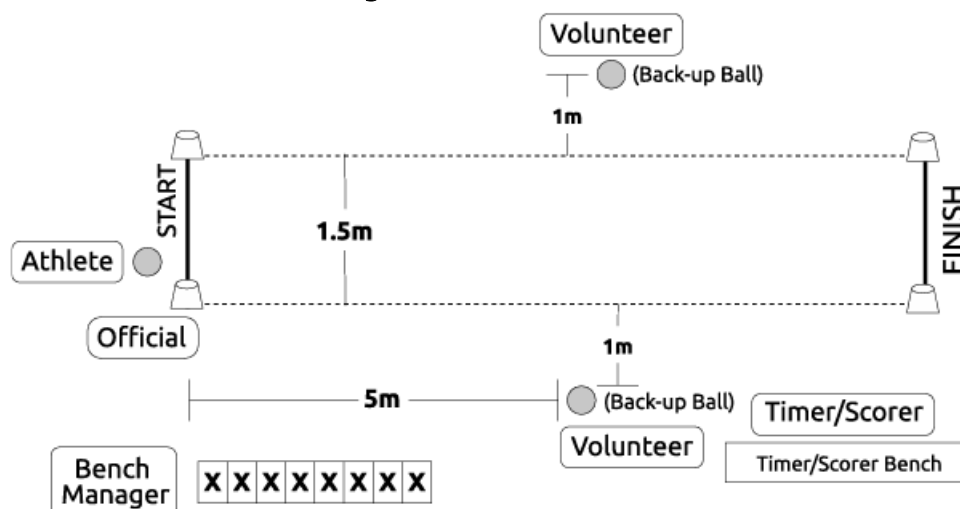 Volunteer
(Back-up Ball)
1m
START
1.5m
FINISH
Athlete
Official
1m
5m
(Back-up Ball)
Volunteer
Timer/Scorer
Timer/Scorer Bench
Bench
Manager
X X X X X X X X